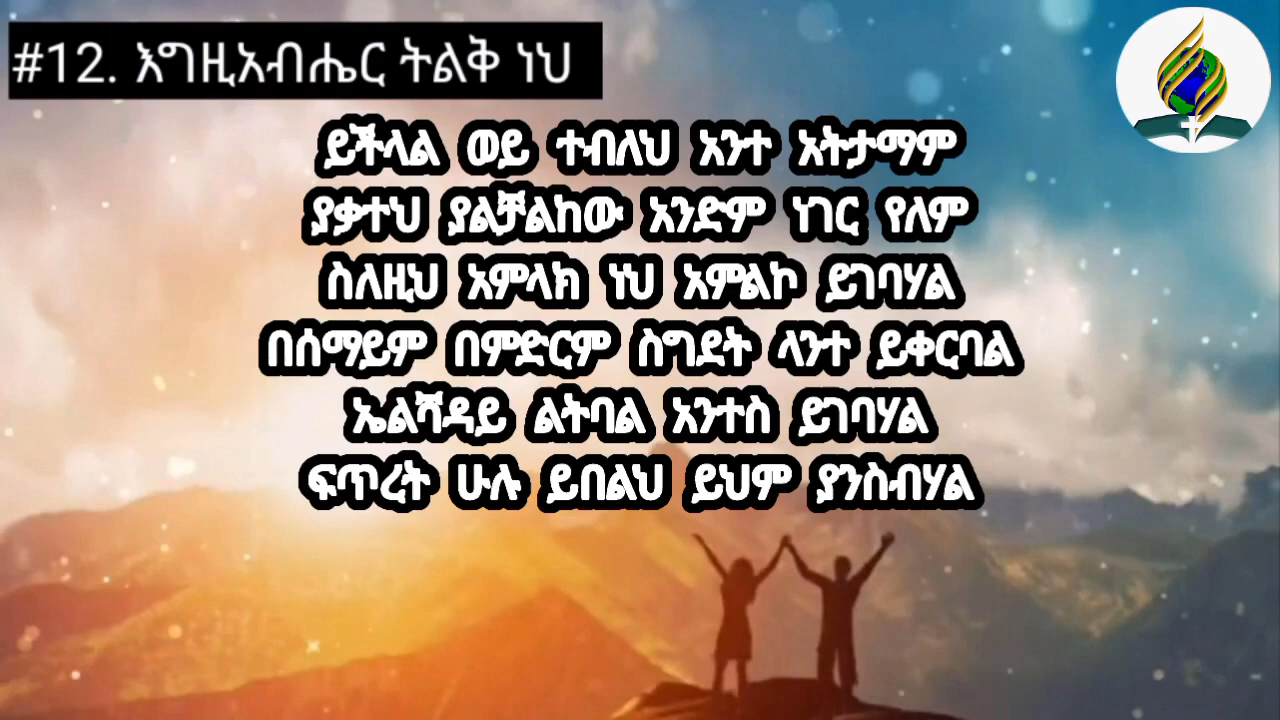 #12. እግዚአብሔር ትልቅ ነህ
ይችላል ወይ ተብለህ አንተ አትታማም
ያቃተህ ያልቻልከው አንድም ነገር የለም
ስለዚህ አምላክ ነህ አምልኮ ይገባሃል
በሰማይም በምድርም ስግደት ላንተ ይቀርባል
ኤልሻዳይ ልትባል አንተስ ይገባሃል
ፍጥረት ሁሉ ይበልህ ይህም ያንስብሃል